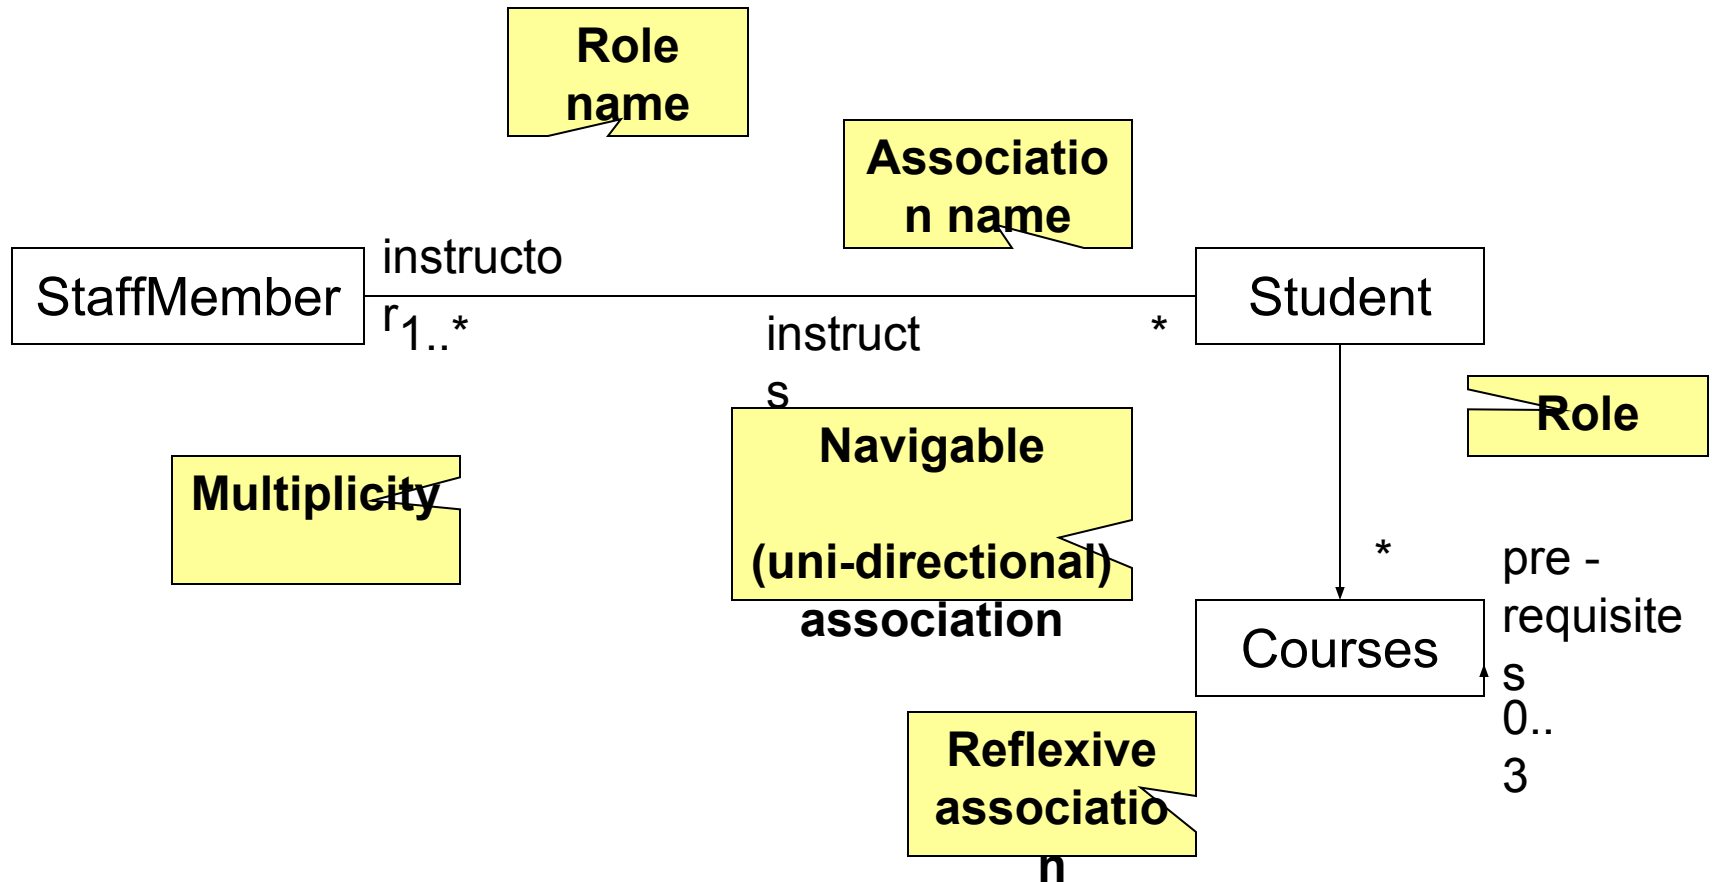 Role
name
Associatio
n name
StaffMember
instructo
r
1..*
instruct
s
*
Student
Role
Multiplicity
Navigable
(uni-directional)
association
*
pre -
requisite
s
0..
3
Courses
Reflexive
associatio
n